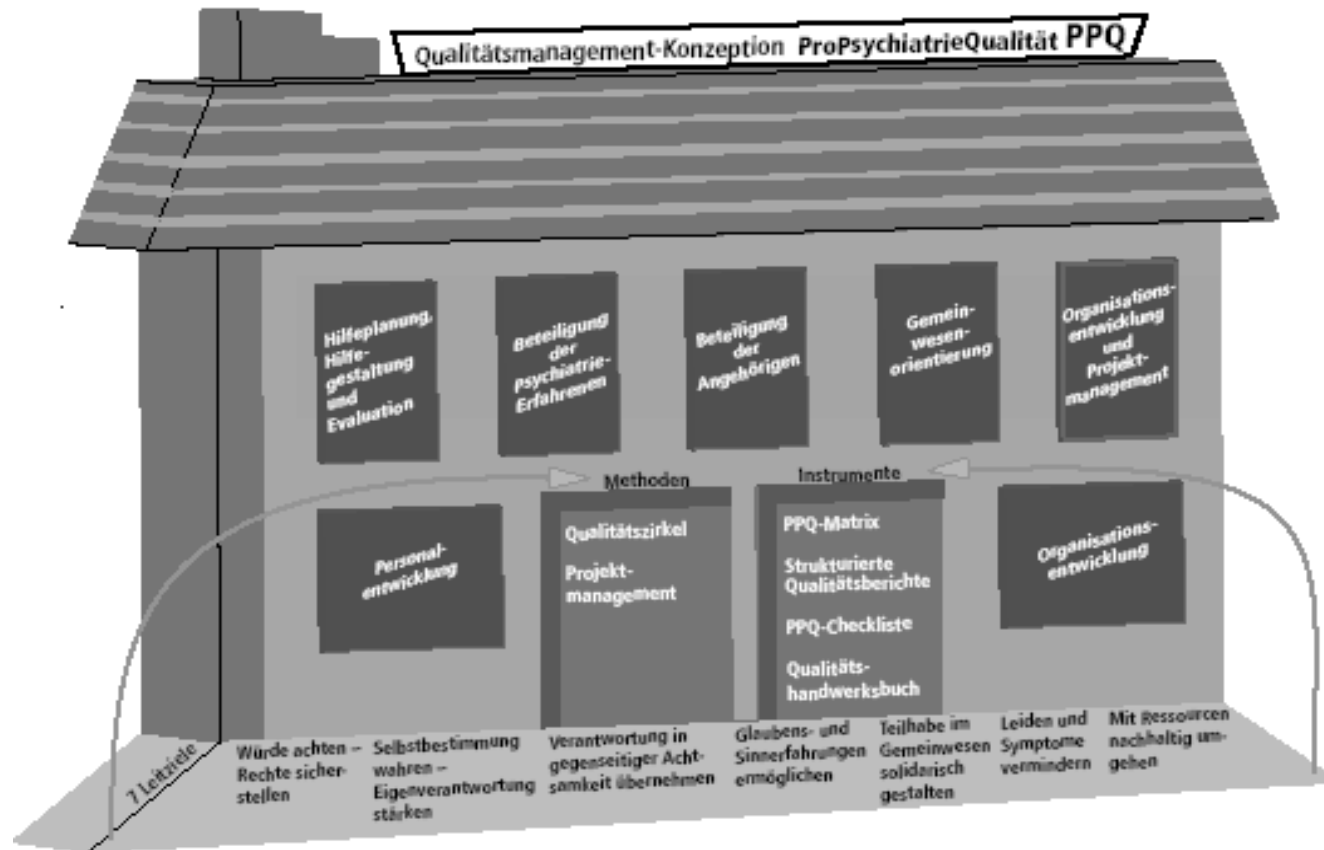 Qualitätsmanagement-Konzeption ProPsychiatrieQualität PPQ
Hilfeplanung,
Hilfe-
gestaltung
und
Evaluation
Beteiligung
der
Psychiatrie-
Erfahrenen
Beteiligung
der
Angehörigen
Gemein-
wesen-
orientierung
Organisations-
entwicklung
und
Projekt-
management
Personal-
entwicklung
Methoden
Qualitätszirkel
Projekt-
management
Instrumente
PPQ-Matrix
Strukturierte
Qualitätsberichte
PPQ-Checkliste
Qualitäts-
handwerksbuch
Organisations-
entwicklung
7 Leitziele
Würde achten –
Rechte sicher-
stellen
Selbstbestimmung
wahren –
Eigenverantwortung
stärken
Verantwortung in
gegenseitiger Acht-
samkeit übernehmen
Glaubens- und
Sinnerfahrungen
ermöglichen
Teilhabe im
Gemeinwesen
solidarisch
gestalten
Leiden und
Symptome
vermindern
Mit Ressourcen
nachhaltig um-
gehen